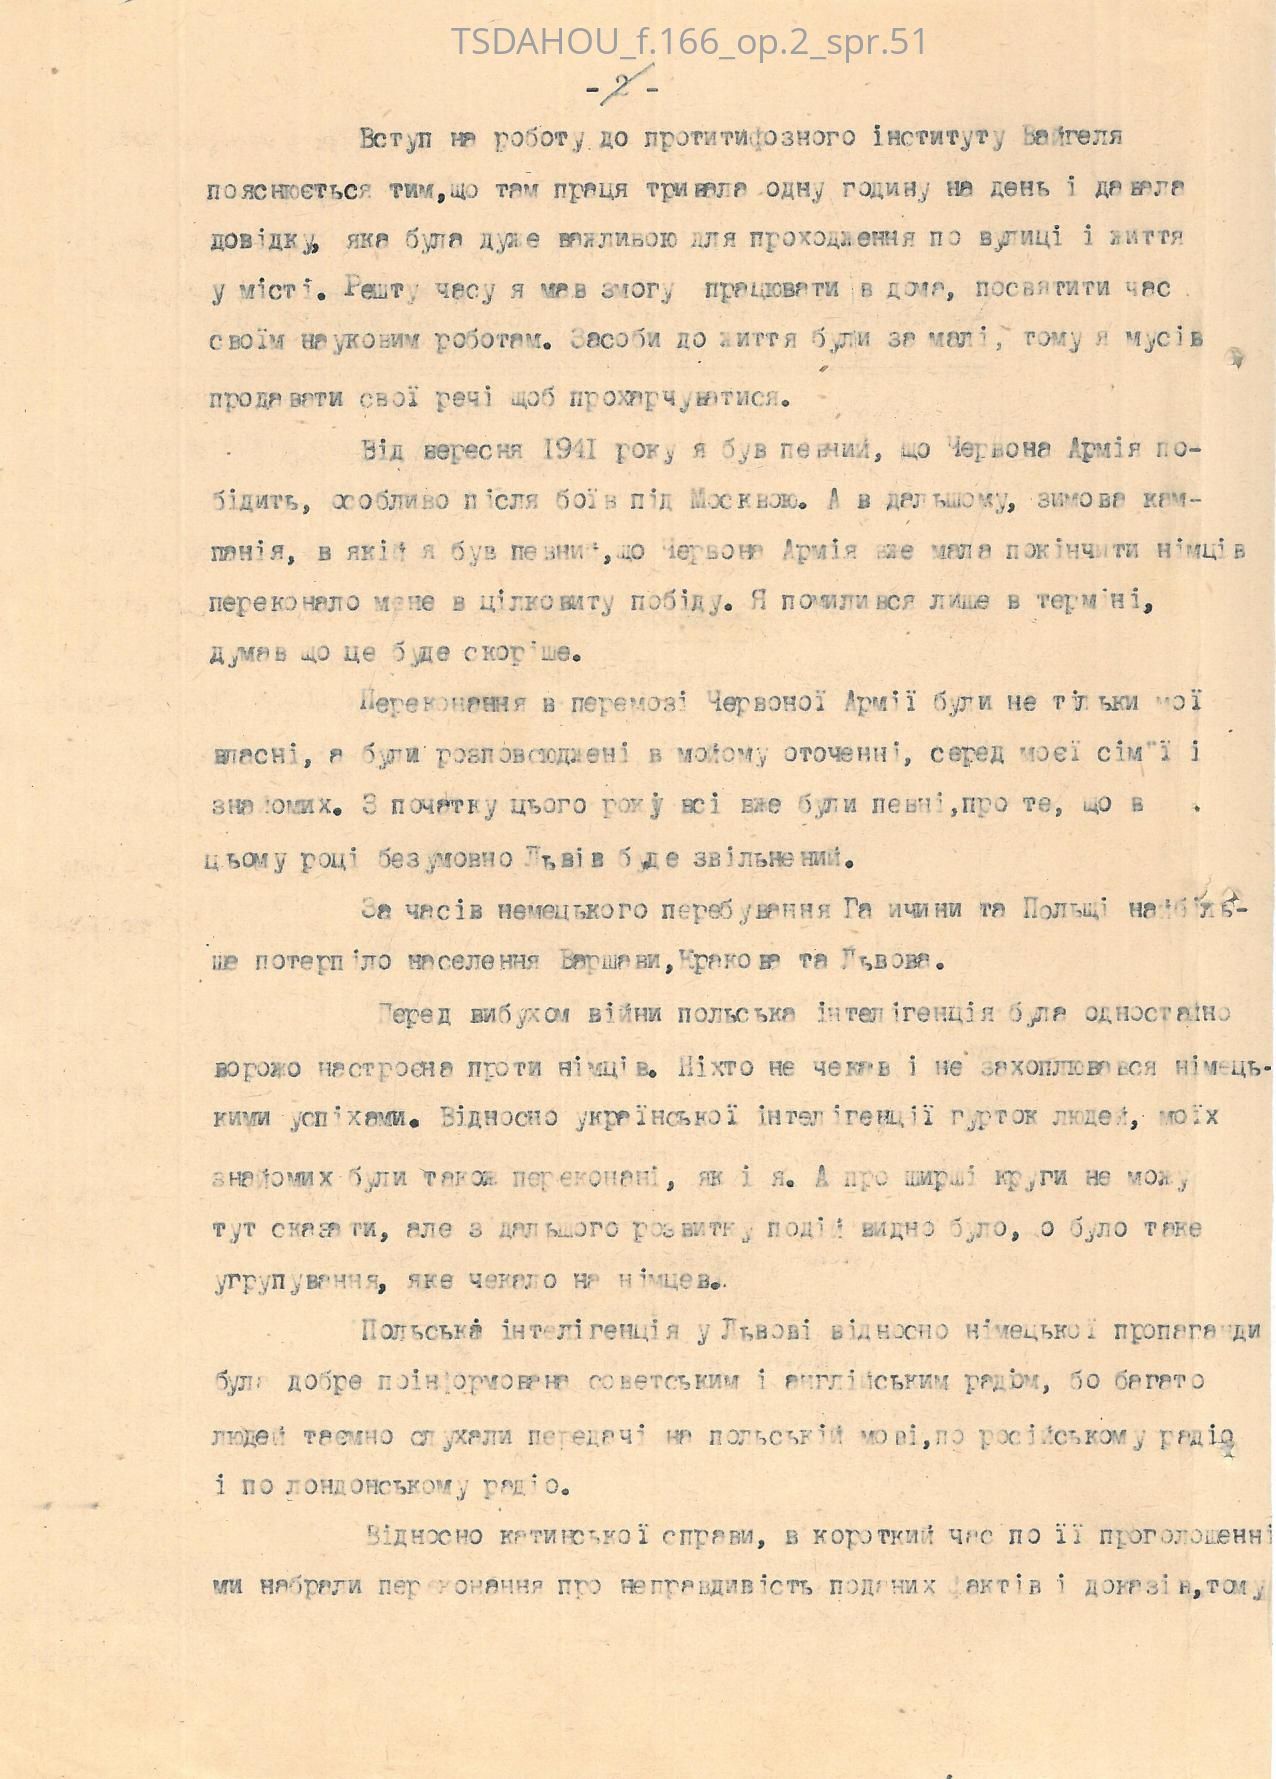 TSDAHOU_f.166_op.2_spr.51
- 2 -
Вступ на роботу до протитифозного інституту Вайгеля
пояснюється тим,що там праця тривала одну годину на день і давала
довідку, яка була дуже важливою для проходження по вулиці і життя
у місті. Решту часу я мав змогу працювати в дома, посвятити час
своїм науковим роботам. Засоби до життя були за малі, тому я мусів
продавати свої речі щоб прохарчуватися.
Від вересня 1941 року я був певний, що Червона Армія по-
бідить, особливо після боїв під Москвою. А в дальшому, зимова кам-
панія, в якій я був певний,що Червона Армія вже мала покінчити німців
переконало мене в цілковиту побіду. Я помилився лише в терміні,
думав що це буде скоріше.
Переконання в перемозі Червоної Армії були не тільки мої
власні, а були розповсюджені в мойому оточенні, серед моєї сім"ї і
знайомих. З початку цього року всі вже були певні,про те, що в
цьому році безумовно Львів буде звільнений.
За часів немецького перебування Га ичини та Польщі найбіль-
ше потерпіло населення Варшави,Кракова та Львова.
Перед вибухом війни польська інтелігенція була одностайно
ворожо настроєна проти німців. Ніхто не чекав і не захоплювався німець-
кими успіхами. Відносно української інтелігенції гурток людей, моїх
знайомих були також переконані, як і я. А про ширші круги не можу
тут сказати, але з дальшого розвитку подій видно було, о було таке
угрупування, яке чекало на німцев.
Польська інтелігенція у Львові відносно німецької пропаганди
була добре поінформована советським і англійським радіом, бо багато
людей таємно слухали передачі на польській мові,по російському радіо
і по лондонському радіо.
Відносно катинської справи, в короткий час по її проголошенні
ми набрали переконання про неправдивість поданих фактів і доказів,тому